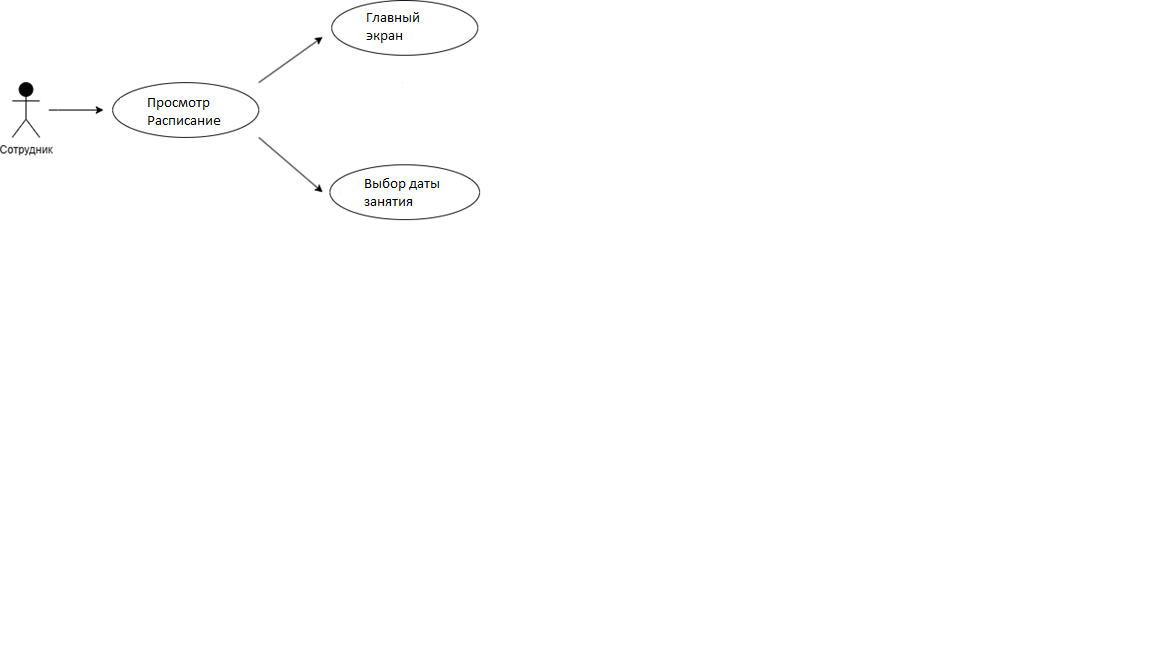 Главный
экран
Просмотр
Расписание
Сотрудник
Выбор даты
занятия